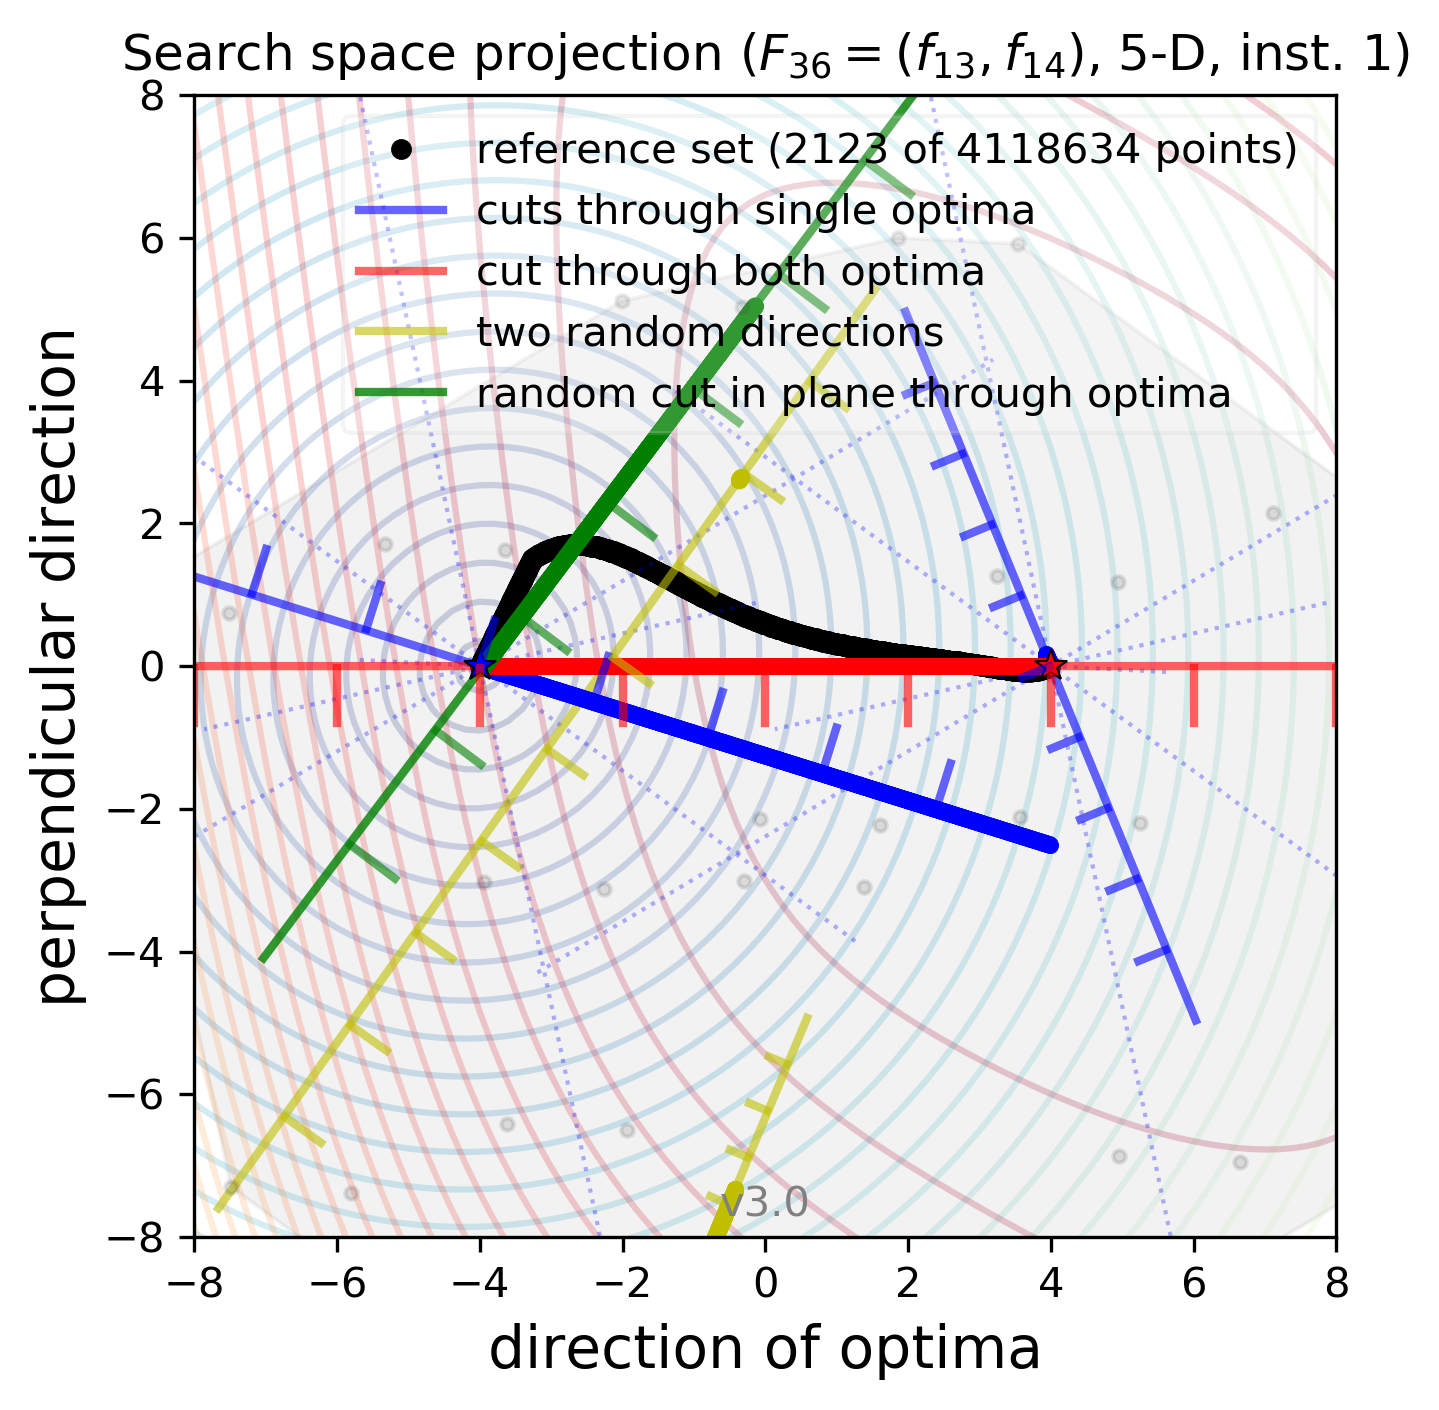 Search space projection (F36 = (f13, f14), 5-D, inst. 1)
reference set (2123 of 4118634 points)
cuts through single optima
cut through both optima
two random directions
random cut in plane through optima
8
6
4
2
0
−2
−4
−6
−8
perpendicular direction
v3.0
−8 −6 −4 −2 0 2 4 6 8
direction of optima